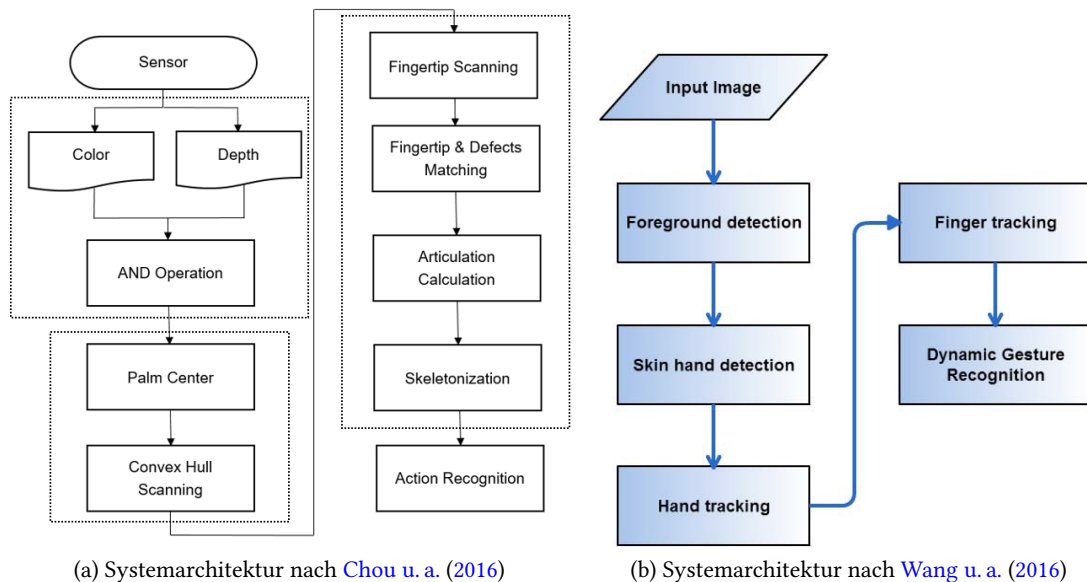 Sensor
Color
Depth
AND Operation
Palm Center
Convex Hull
Scanning
Fingertip Scanning
Fingertip & Defects
Matching
Articulation
Calculation
Skeletonization
Action Recognition
(a) Systemarchitektur nach Chou u. a. (2016)
Input Image
Foreground detection
Skin hand detection
Hand tracking
Finger tracking
Dynamic Gesture
Recognition
(b) Systemarchitektur nach Wang u. a. (2016)